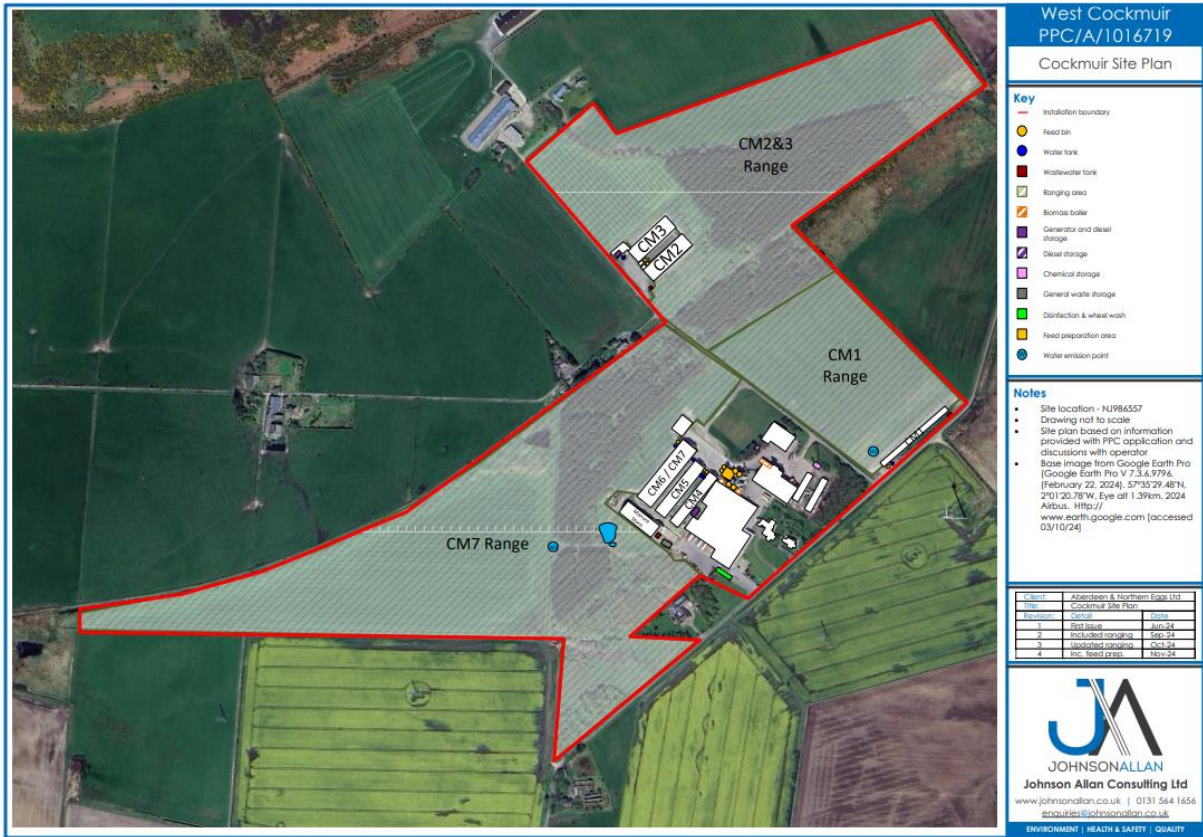 West Cockmuir
PPC/A/1016719
Cockmuir Site Plan
Key
Installation boundary
Feed bin
Water tank
Wastewater tank
Ranging area
Biomass boiler
Generator and diesel
storage
Diesel storage
Chemical storage
General waste storage
Disinfection & wheel wash
Feed preparation area
Water emission point
Notes
• Site location - NJ986557
• Drawing not to scale
• Site plan based on information
provided with PPC application and
discussions with operator
• Base image from Google Earth Pro
(Google Earth Pro V 7.3.6.9796.
(February 22, 2024). 57°35'29.48"N,
2°01'20.78"W, Eye alt 1.39km. 2024
Airbus. Http://
www.earth.google.com [accessed
03/10/24]
Client: Aberdeen & Northern Eggs Ltd
Title: Cockmuir Site Plan
Revision: Detail Date
1 First Issue Jun-24
2 Included ranging Sep-24
3 Updated ranging Oct-24
4 Inc. feed prep. Nov-24
JOHNSONALLAN
Johnson Allan Consulting Ltd
www.johnsonallan.co.uk | 0131 564 1656
enquiries@johnsonallan.co.uk
ENVIRONMENT | HEALTH & SAFETY | QUALITY
CM2&3
Range
CM3
CM2
CM1
Range
CM1
CM6 / CM7
CM5
CM4
CM7 Range